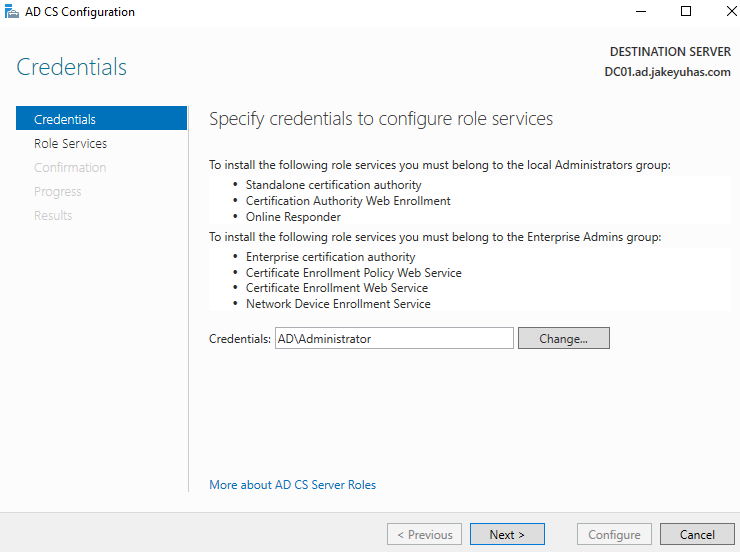 AD CS Configuration
Credentials
DESTINATION SERVER
DC01.ad.jakeyuhas.com
Credentials
Role Services
Confirmation
Progress
Results
Specify credentials to configure role services
To install the following role services you must belong to the local Administrators group:
• Standalone certification authority
• Certification Authority Web Enrollment
• Online Responder
To install the following role services you must belong to the Enterprise Admins group:
• Enterprise certification authority
• Certificate Enrollment Policy Web Service
• Certificate Enrollment Web Service
• Network Device Enrollment Service
Credentials: AD\Administrator Change...
More about AD CS Server Roles
< Previous Next > Configure Cancel